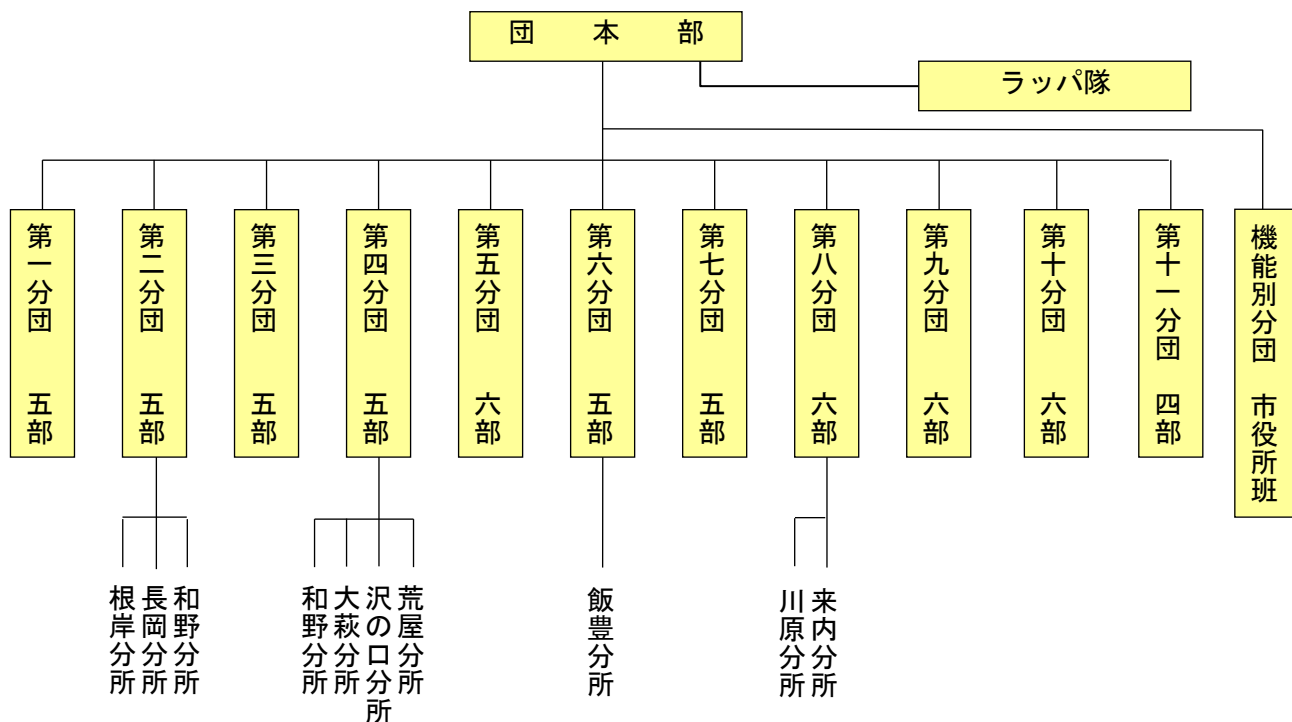 団 本 部
ラッパ隊
第一分団 五部
第二分団 五部
第三分団 五部
第四分団 五部
第五分団 六部
第六分団 五部
第七分団 五部
第八分団 六部
第九分団 六部
第十分団 六部
第十一分団 四部
機能別分団 市役所班
根岸分所
長岡分所
和野分所
和野分所
大萩分所
沢の口分所
荒屋分所
飯豊分所
川原分所
来内分所